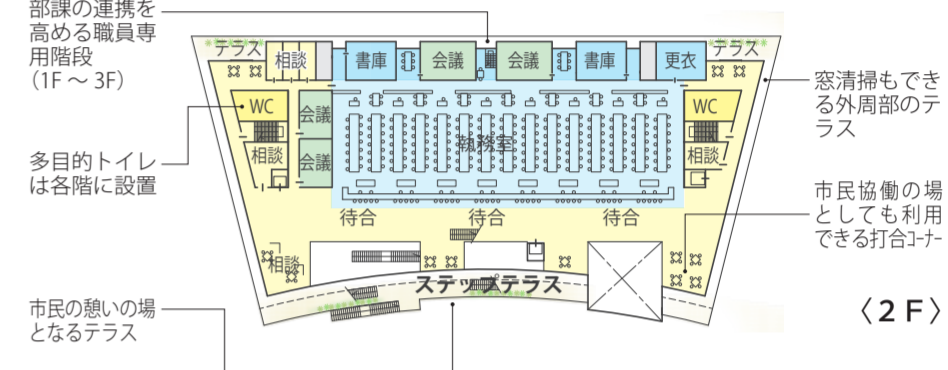 部課の連携を
高める職員専
用階段
（1F 〜 3F）
多目的トイレ
は各階に設置
市民の憩いの場
となるテラス
テラス
相談
書庫
会議
会議
書庫
更衣
テラス
WC
会議
WC
執務室
相談
会議
相談
待合
待合
待合
相談
ステップテラス
窓清掃もでき
る外周部のテ
ラス
市民協働の場
としても利用
できる打合コーナー
〈2F〉